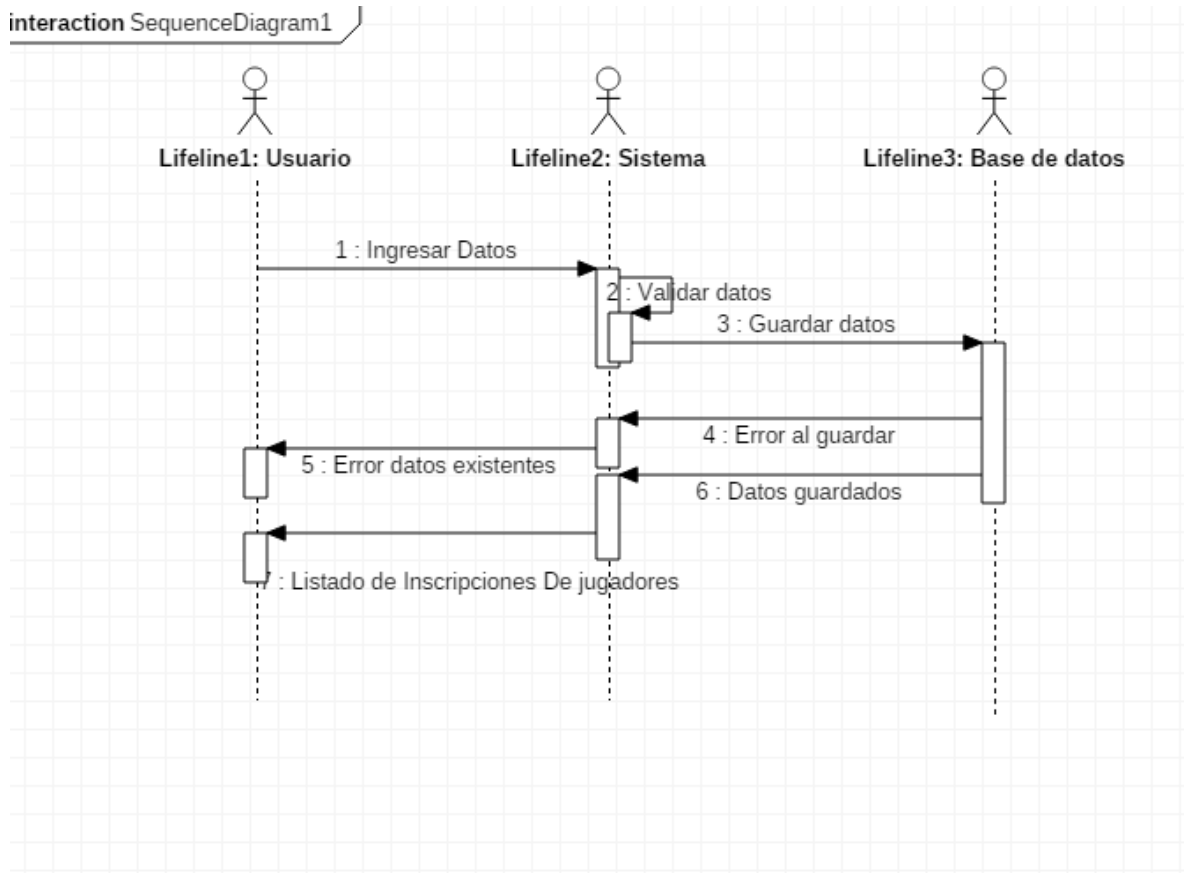 interaction SequenceDiagram1
Lifeline1: Usuario
Lifeline2: Sistema
Lifeline3: Base de datos
1 : Ingresar Datos
2 : Validar datos
3 : Guardar datos
4 : Error al guardar
5 : Error datos existentes
6 : Datos guardados
7 : Listado de Inscripciones De jugadores